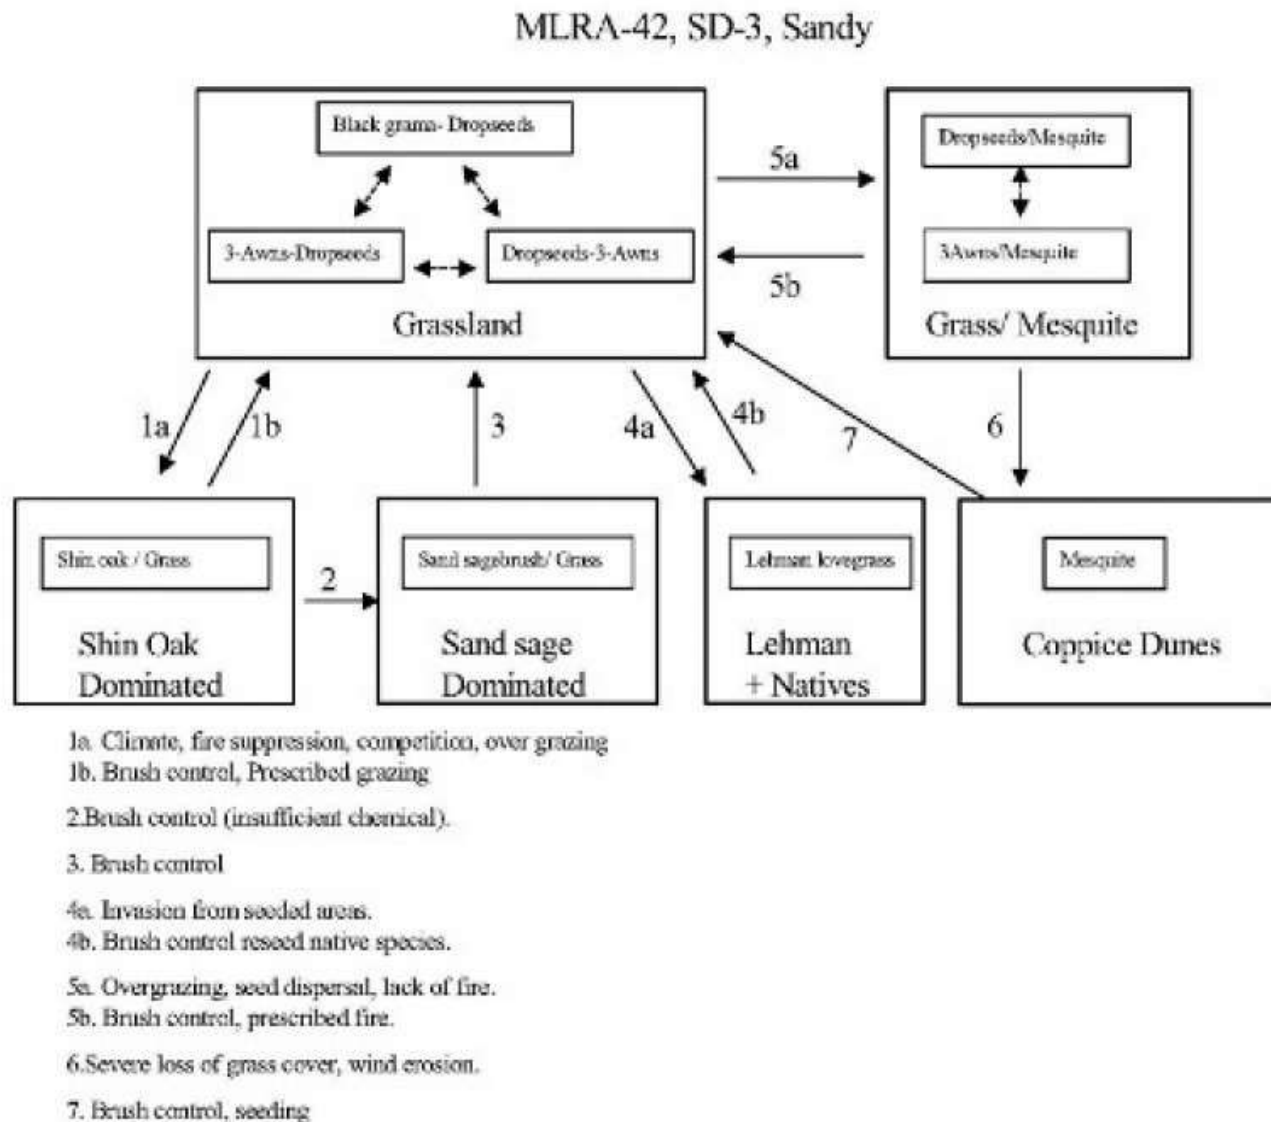 MLRA-42, SD-3, Sandy
Black grama- Dropseeds
3-Awns-Dropseeds
Dropseeds-3-Awns
Grassland
5a
5b
Dropseeds/Mesquite
3Awns/Mesquite
Grass/ Mesquite
1a
1b
3
4a
4b
7
6
Shin oak / Grass
Shin Oak
Dominated
2
Sand sagebrush/ Grass
Sand sage
Dominated
Lehman lovegrass
Lehman
+ Natives
Mesquite
Coppice Dunes
1a. Climate, fire suppression, competition, over grazing
1b. Brush control, Prescribed grazing
2.Brush control (insufficient chemical).
3. Brush control
4a. Invasion from seeded areas.
4b. Brush control reseed native species.
5a. Overgrazing, seed dispersal, lack of fire.
5b. Brush control, prescribed fire.
6.Severe loss of grass cover, wind erosion.
7. Brush control, seeding